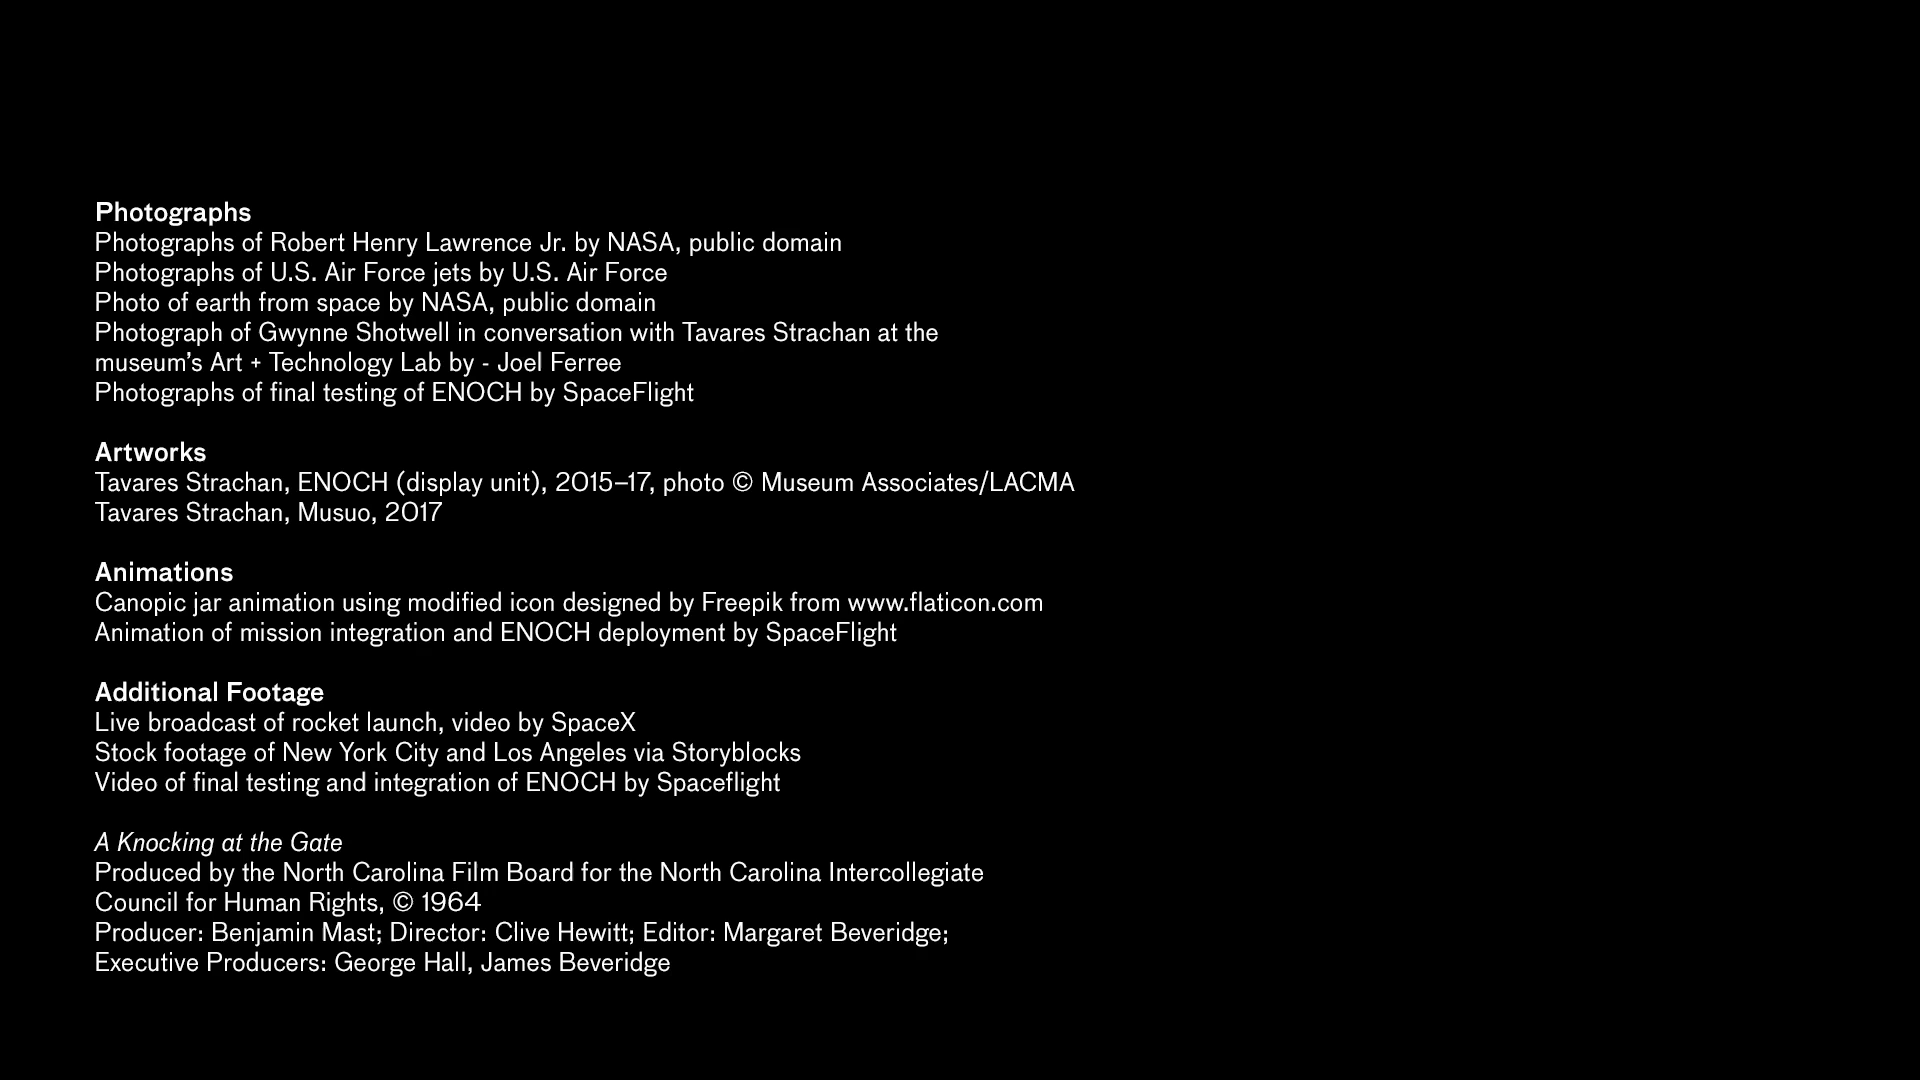 Photographs
Photographs of Robert Henry Lawrence Jr. by NASA, public domain
Photographs of U.S. Air Force jets by U.S. Air Force
Photo of earth from space by NASA, public domain
Photograph of Gwynne Shotwell in conversation with Tavares Strachan at the
museum’s Art + Technology Lab by - Joel Ferree
Photographs of final testing of ENOCH by SpaceFlight
Artworks
Tavares Strachan, ENOCH (display unit), 2015–17, photo © Museum Associates/LACMA
Tavares Strachan, Musuo, 2017
Animations
Canopic jar animation using modified icon designed by Freepik from www.flaticon.com
Animation of mission integration and ENOCH deployment by SpaceFlight
Additional Footage
Live broadcast of rocket launch, video by SpaceX
Stock footage of New York City and Los Angeles via Storyblocks
Video of final testing and integration of ENOCH by Spaceflight
A Knocking at the Gate
Produced by the North Carolina Film Board for the North Carolina Intercollegiate
Council for Human Rights, © 1964
Producer: Benjamin Mast; Director: Clive Hewitt; Editor: Margaret Beveridge;
Executive Producers: George Hall, James Beveridge